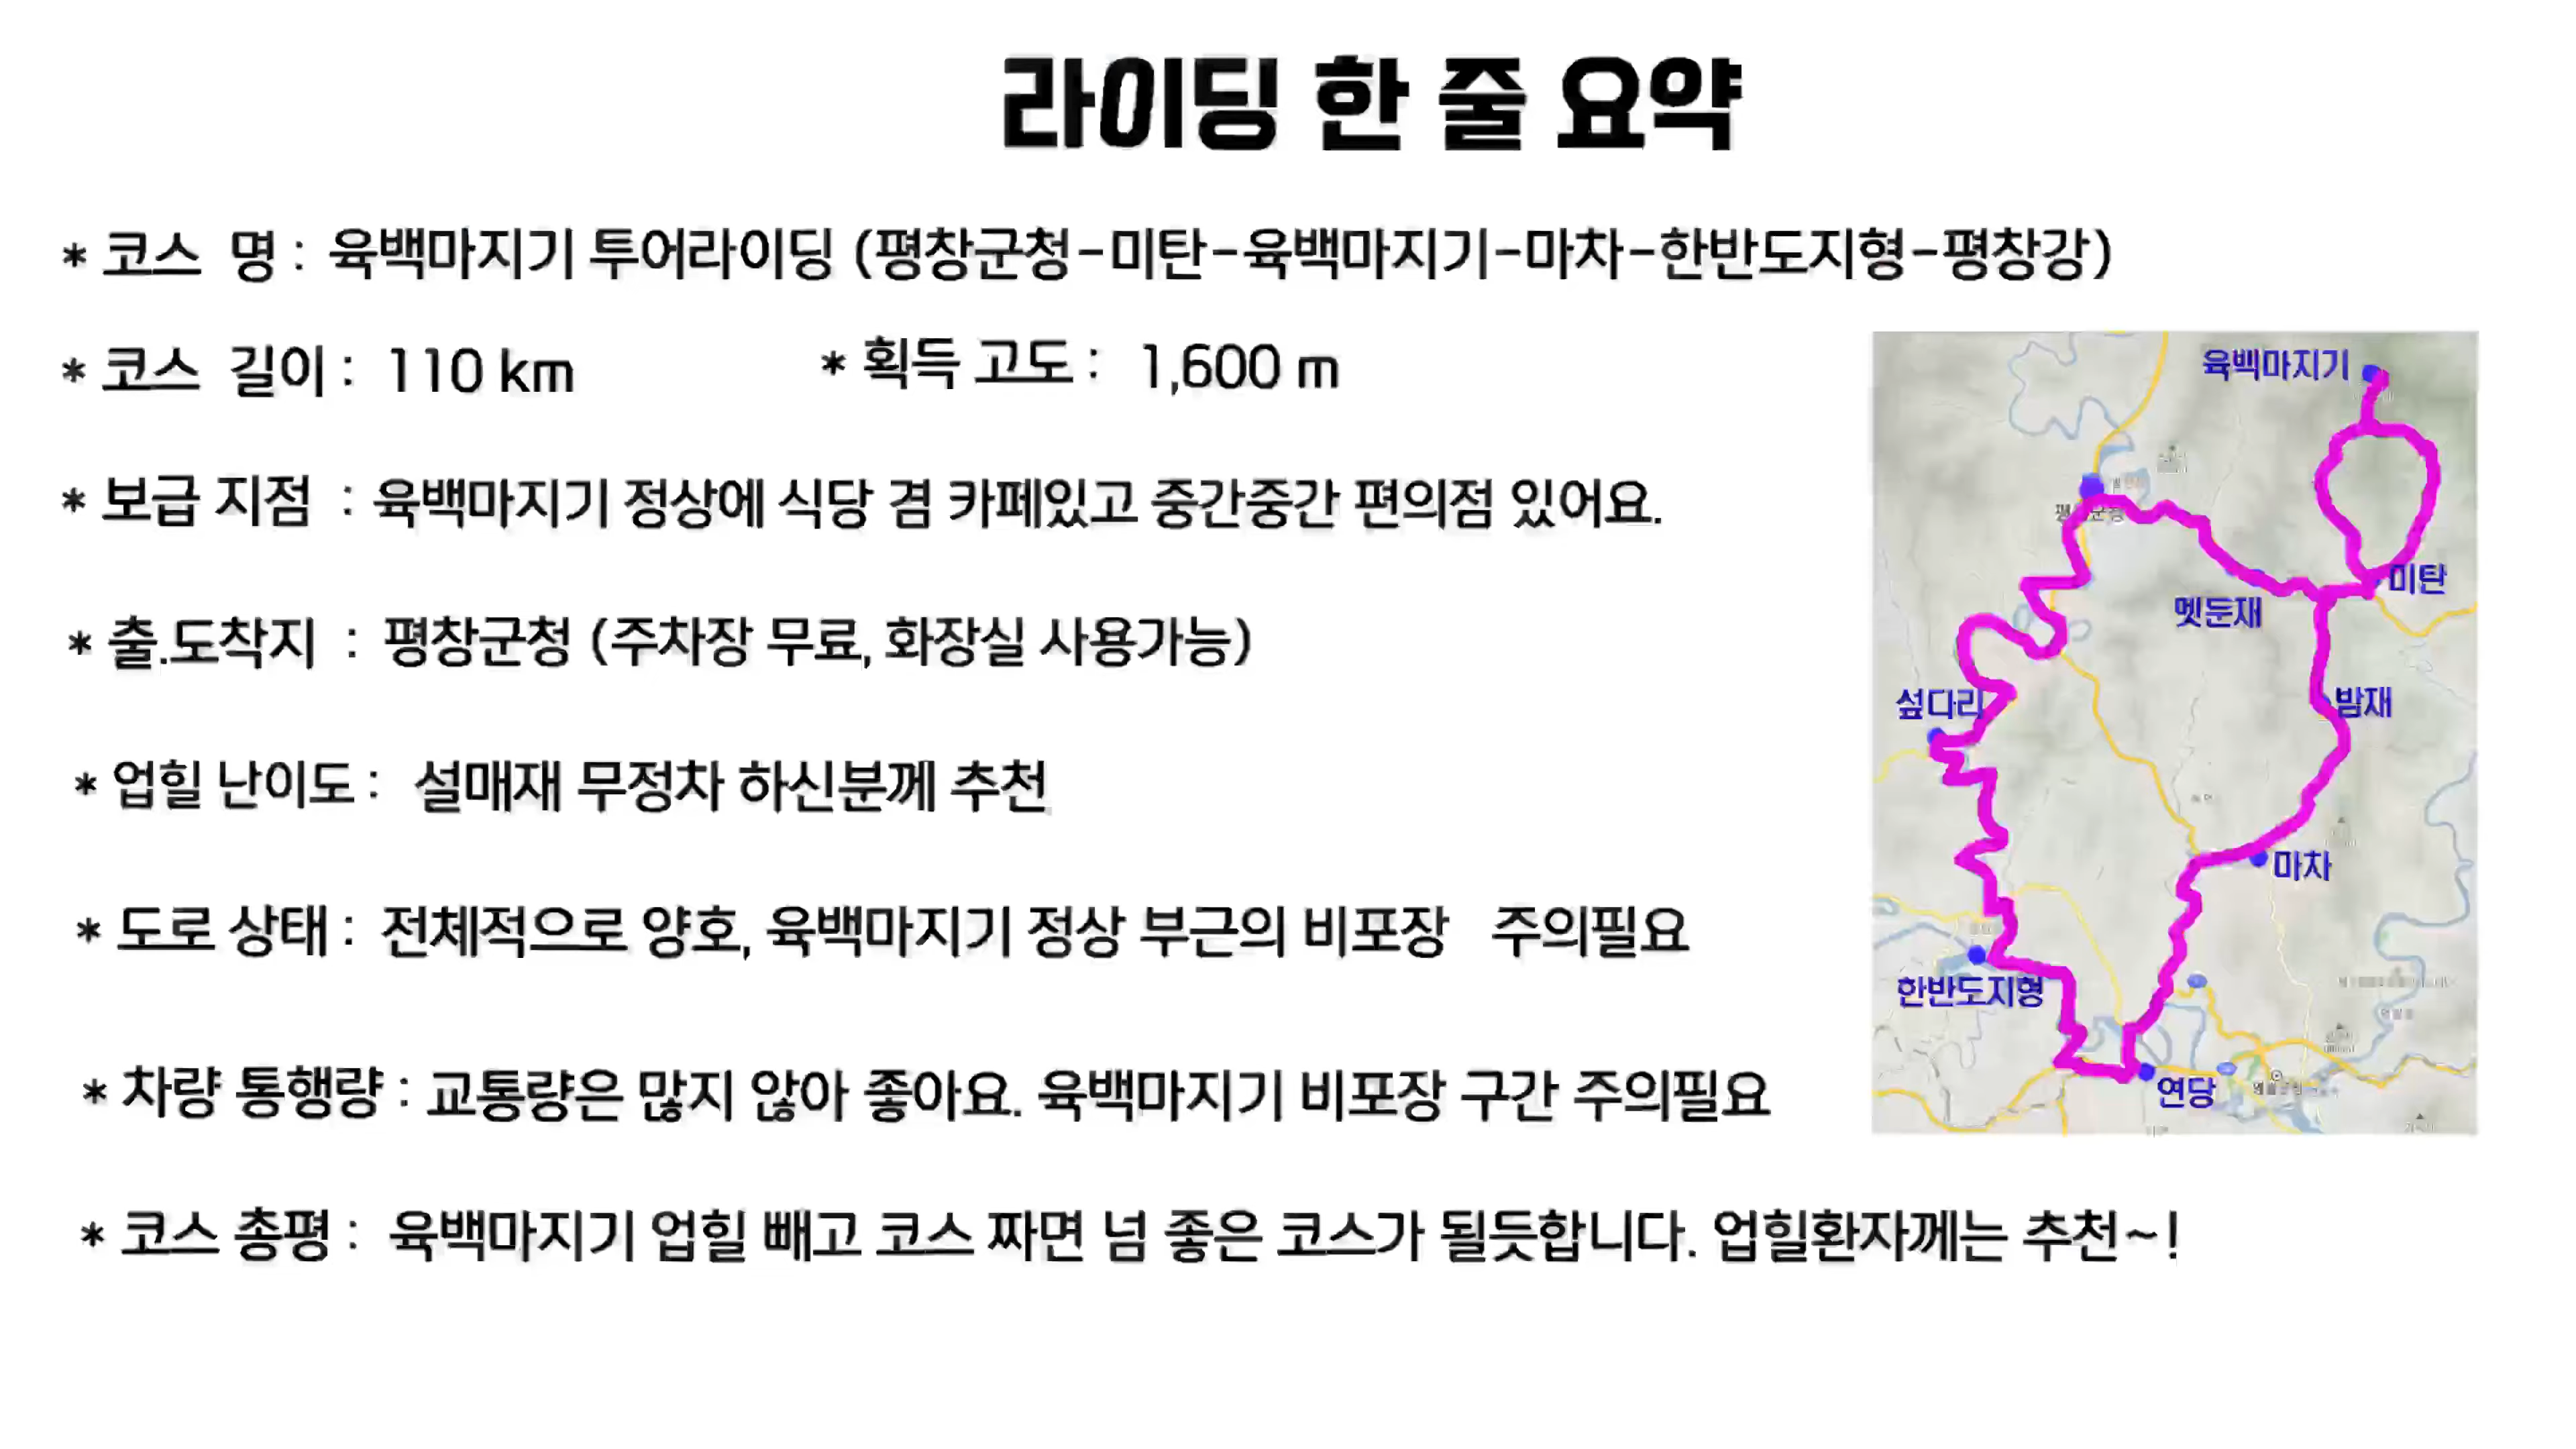 라이딩 한 줄 요약
* 코스 명 : 육백마지기 투어라이딩 (평창군청-미탄-육백마지기-마차-한반도지형-평창강)
* 코스 길이 : 110 km * 획득 고도 : 1,600 m
* 보급 지점 : 육백마지기 정상에 식당 겸 카페있고 중간중간 편의점 있어요.
* 출.도착지 : 평창군청 (주차장 무료, 화장실 사용가능)
* 업힐 난이도 : 설매재 무정차 하신분께 추천
* 도로 상태 : 전체적으로 양호, 육백마지기 정상 부근의 비포장 주의필요
* 차량 통행량 : 교통량은 많지 않아 좋아요. 육백마지기 비포장 구간 주의필요
* 코스 총평 : 육백마지기 업힐 빼고 코스 짜면 넘 좋은 코스가 될듯합니다. 업힐환자께는 추천~!
육백마지기
미탄
멧둔재
섶다리
밤재
마차
한반도지형
연당